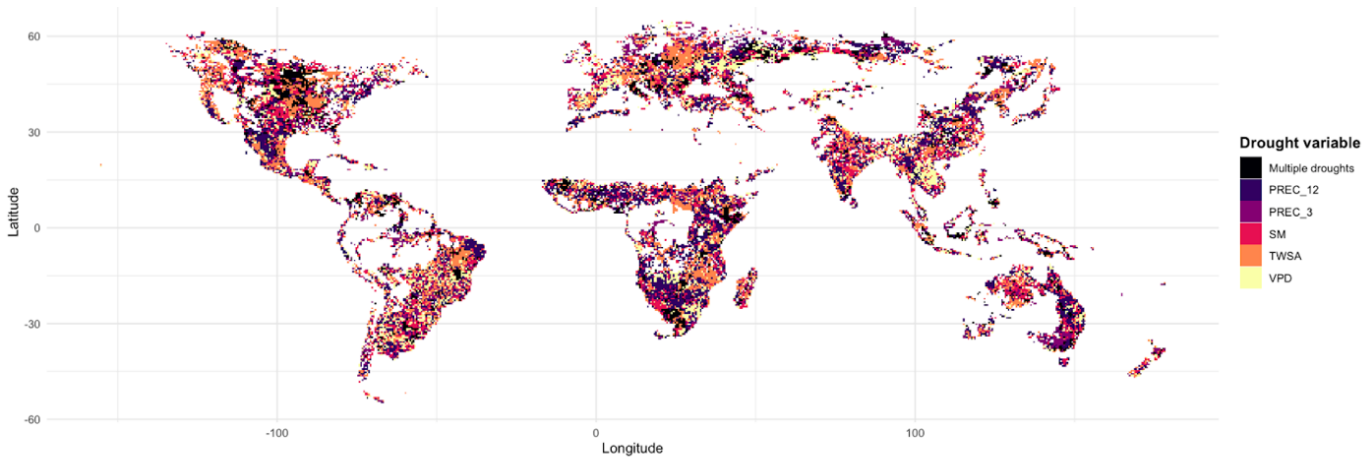 60
30
0
-30
-60
Latitude
-100
0
100
Longitude
Drought variable
Multiple droughts
PREC_12
PREC_3
SM
TWSA
VPD